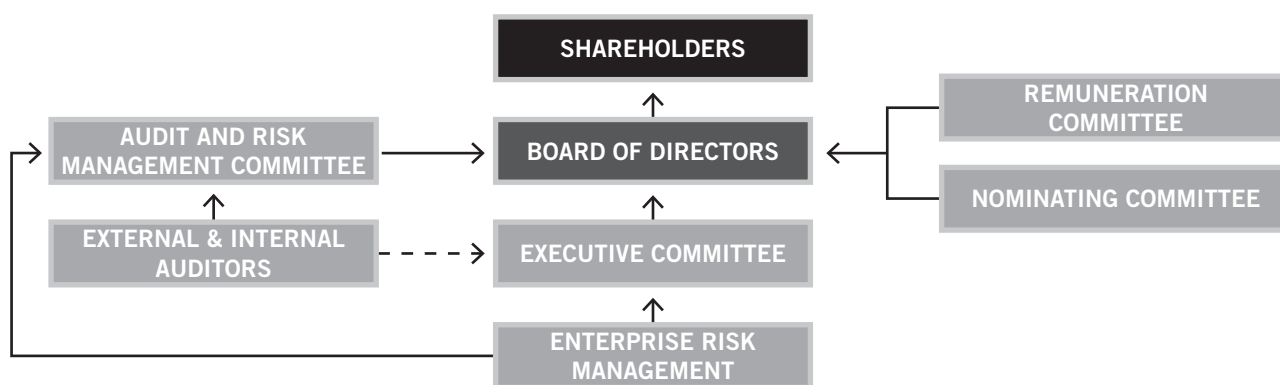 SHAREHOLDERS
REMUNERATION
COMMITTEE
AUDIT AND RISK
MANAGEMENT COMMITTEE
BOARD OF DIRECTORS
NOMINATING COMMITTEE
EXTERNAL & INTERNAL
AUDITORS
EXECUTIVE COMMITTEE
ENTERPRISE RISK
MANAGEMENT